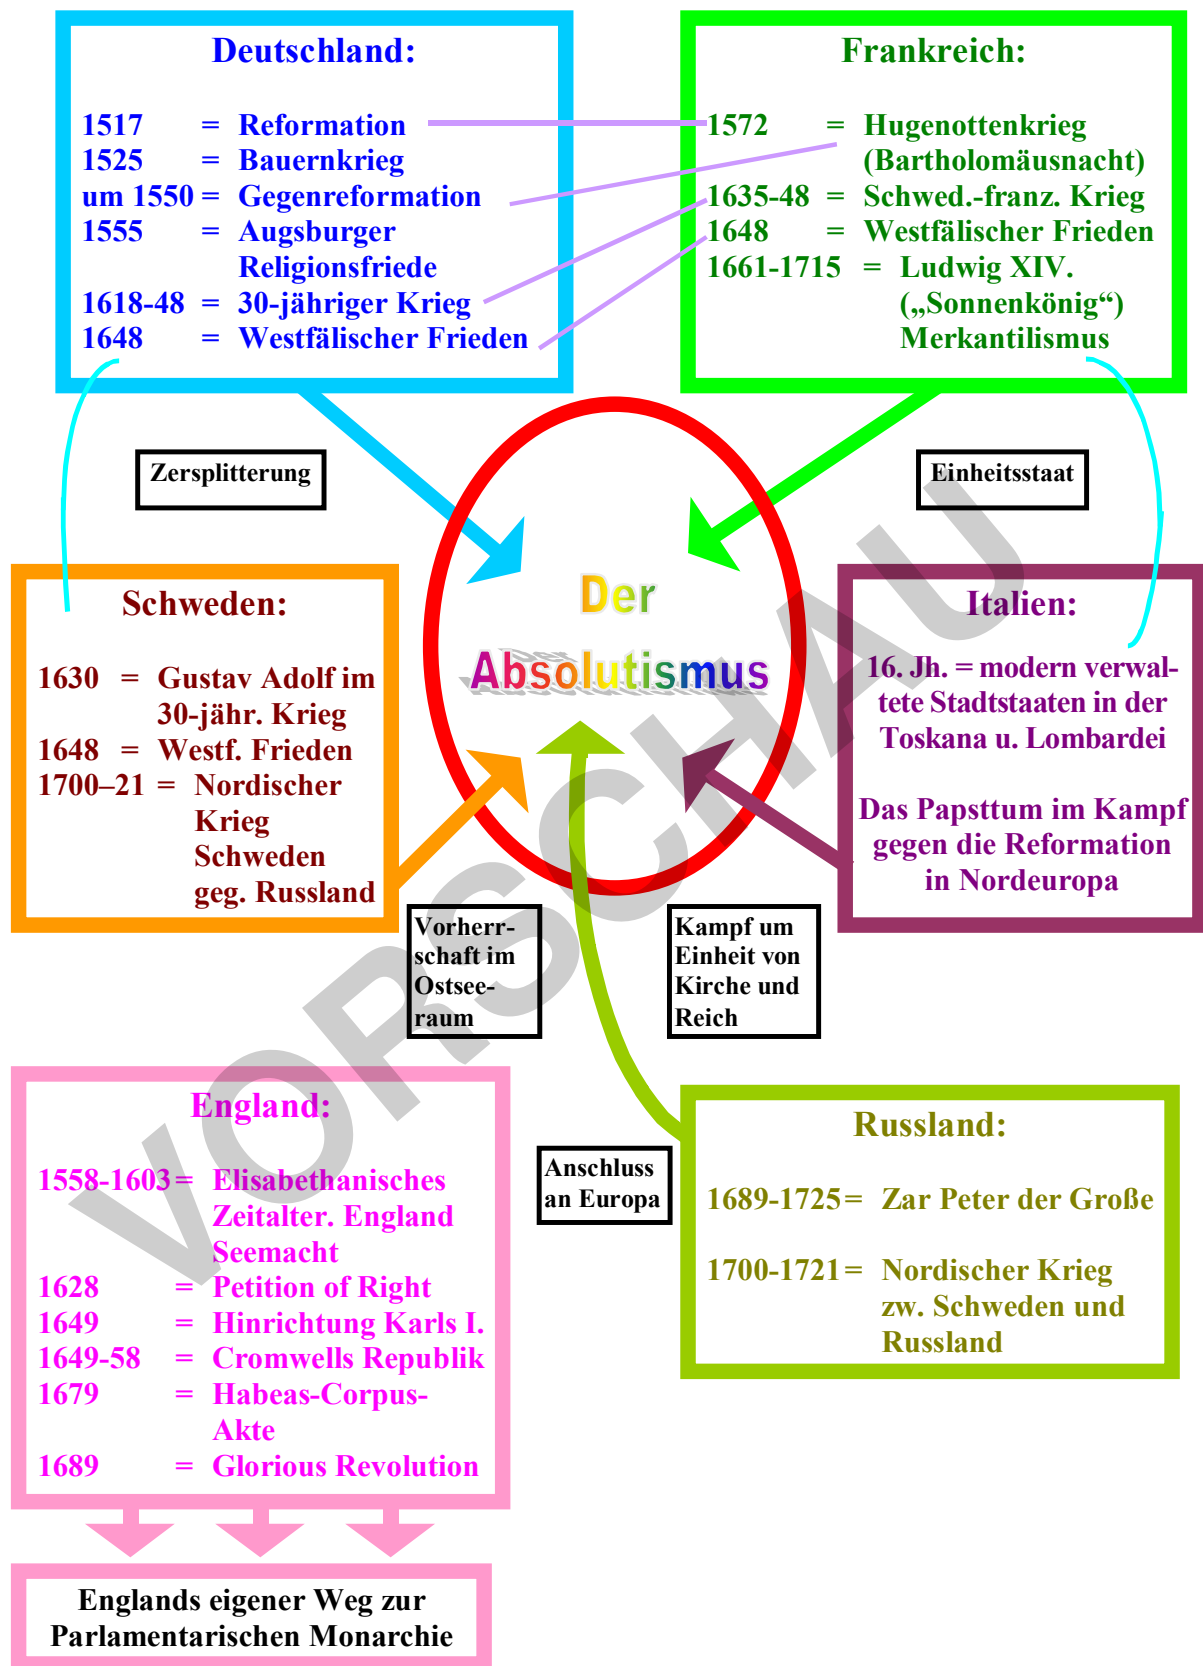 Deutschland:
1517 = Reformation
1525 = Bauernkrieg
um 1550 = Gegenreformation
1555 = Augsburger
Religionsfriede
1618-48 = 30-jähriger Krieg
1648 = Westfälischer Frieden
Frankreich:
1572 = Hugenottenkrieg
(Bartholomäusnacht)
1635-48 = Schwed.-franz. Krieg
1648 = Westfälischer Frieden
1661-1715 = Ludwig XIV.
(„Sonnenkönig“)
Merkantilismus
Zersplitterung
Einheitsstaat
Der
Absolutismus
Schweden:
1630 = Gustav Adolf im
30-jähr. Krieg
1648 = Westf. Frieden
1700–21 = Nordischer
Krieg
Schweden
geg. Russland
Italien:
16. Jh. = modern verwal-
tete Stadtstaaten in der
Toskana u. Lombardei
Das Papsttum im Kampf
gegen die Reformation
in Nordeuropa
Vorherr-
schaft im
Ostsee-
raum
Kampf um
Einheit von
Kirche und
Reich
England:
1558-1603 = Elisabethanisches
Zeitalter. England
Seemacht
1628 = Petition of Right
1649 = Hinrichtung Karls I.
1649-58 = Cromwells Republik
1679 = Habeas-Corpus-
Akte
1689 = Glorious Revolution
Anschluss
an Europa
Russland:
1689-1725 = Zar Peter der Große
1700-1721 = Nordischer Krieg
zw. Schweden und
Russland
Englands eigener Weg zur
Parlamentarischen Monarchie
VORSCHAU